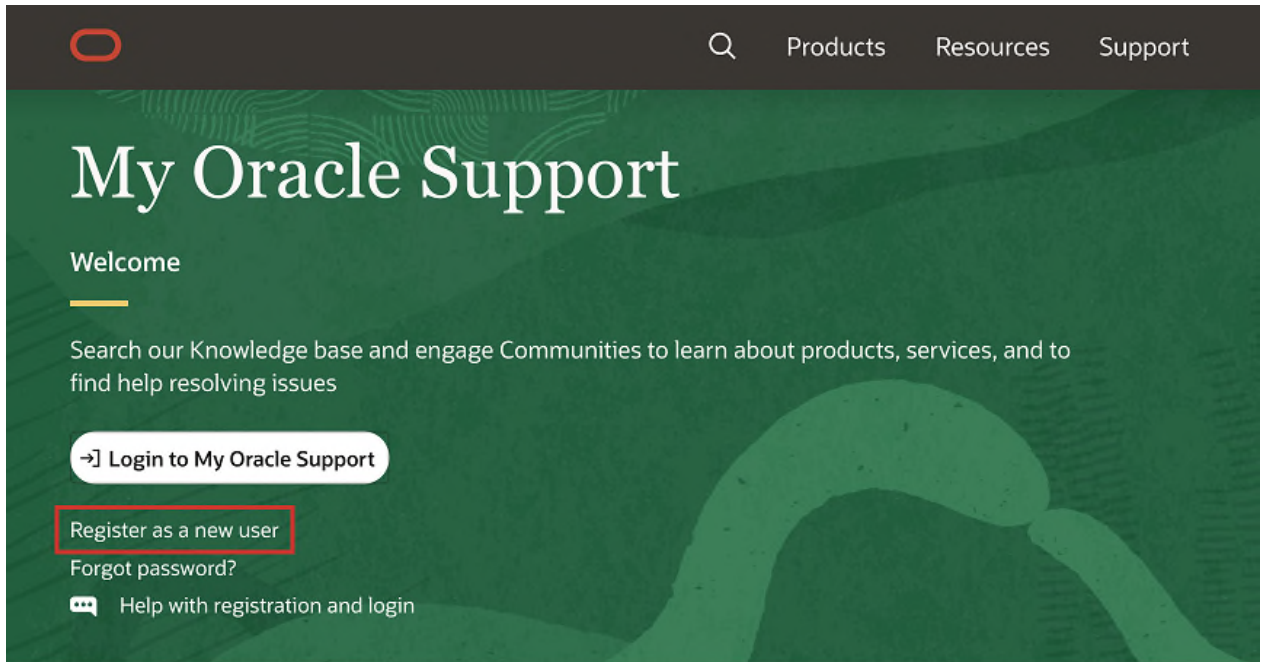 Products Resources Support
My Oracle Support
Welcome
Search our Knowledge base and engage Communities to learn about products, services, and to
find help resolving issues
Login to My Oracle Support
Register as a new user
Forgot password?
Help with registration and login